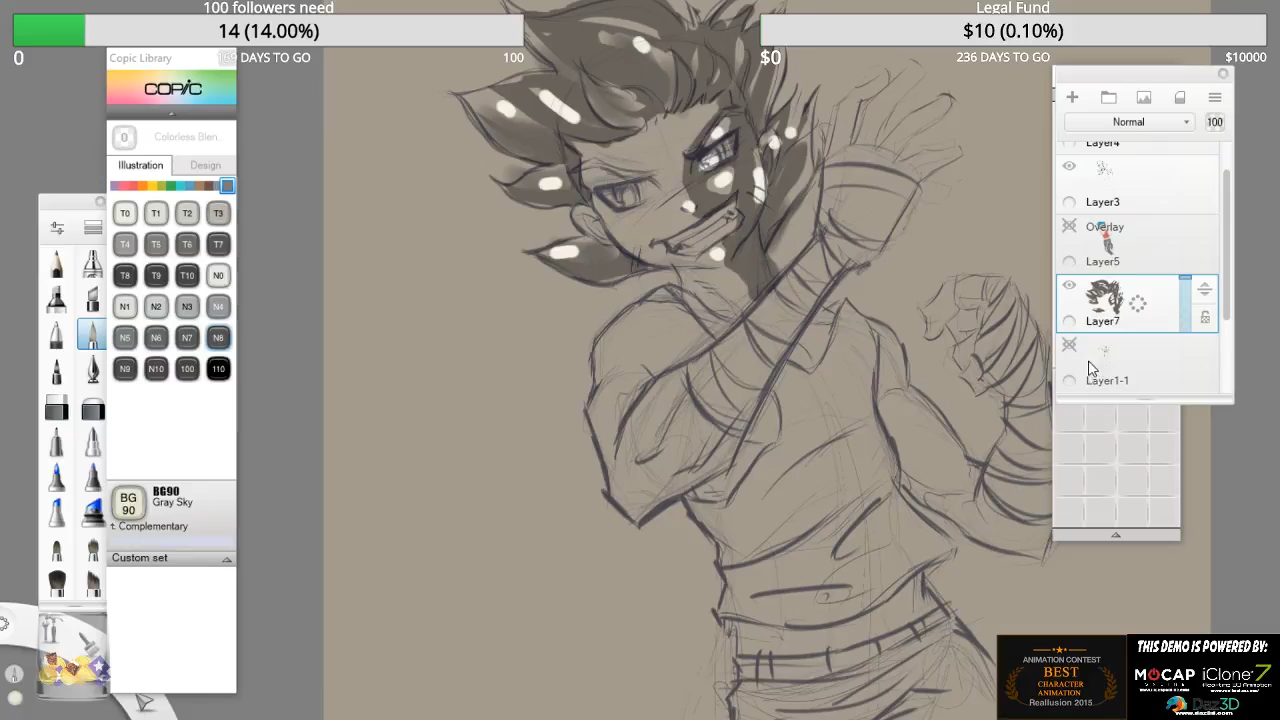 100 followers need
14 (14.00%)
0
DAYS TO GO
100
Legal Fund
$10 (0.10%)
$0
236 DAYS TO GO
$10000
Copic Library
COPIC
0 Colorless Blen...
Illustration
Design
T0 T1 T2 T3
T4 T5 T6 T7
T8 T9 T10 N0
N1 N2 N3 N4
N5 N6 N7 N8
N9 N10 100 110
BG
90
BG90
Gray Sky
Complementary
Custom set
Normal
100
Layer4
Layer3
Overlay
Layer5
Layer7
Layer1-1
ANIMATION CONTEST
BEST
CHARACTER
ANIMATION
Reallusion 2015
THIS DEMO IS POWERED BY:
MOCAP
iClone 7
Daz3D
www.daz3d.com